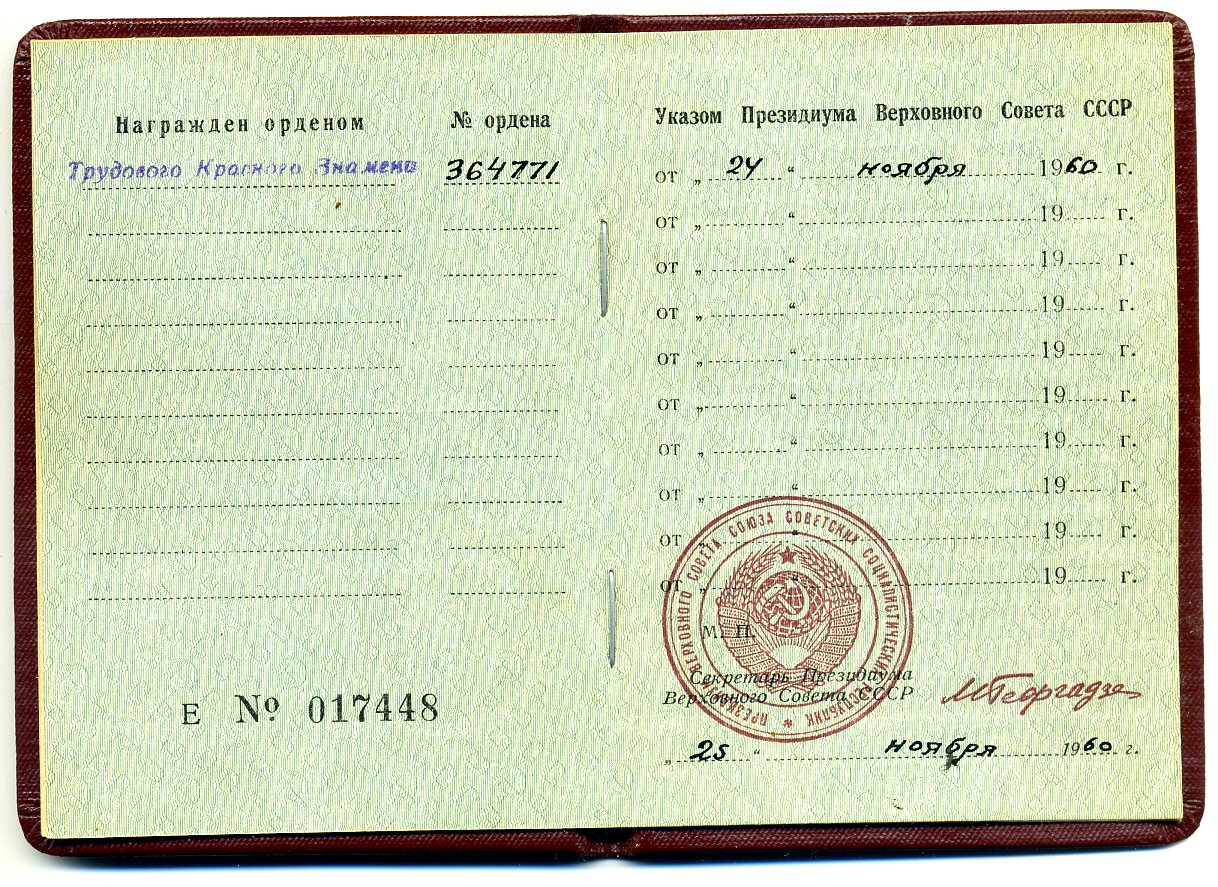 Награжден орденом
№ ордена
Трудового Красного Знамени
364771
Е № 017448
Указом Президиума Верховного Совета СССР
от „ 24 “ ноября 1960 г.
от „ “ 19 г.
от „ “ 19 г.
от „ “ 19 г.
от „ “ 19 г.
от „ “ 19 г.
от „ “ 19 г.
от „ “ 19 г.
от „ “ 19 г.
от „ “ 19 г.
ПРЕЗИДИУМ ВЕРХОВНОГО СОВЕТА СОЮЗА СОВЕТСКИХ СОЦИАЛИСТИЧЕСКИХ РЕСПУБЛИК
М. П.
Секретарь Президиума
Верховного Совета СССР
МГеоргадзе
„ 25 “ ноября 1960 г.